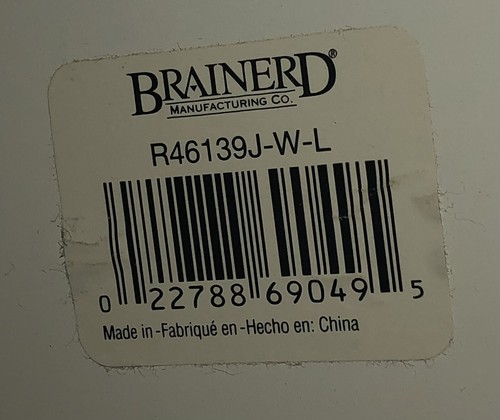 BRAINERD®
MANUFACTURING CO.
R46139J-W-L
0 22788 69049 5
Made in - Fabriqué en - Hecho en: China